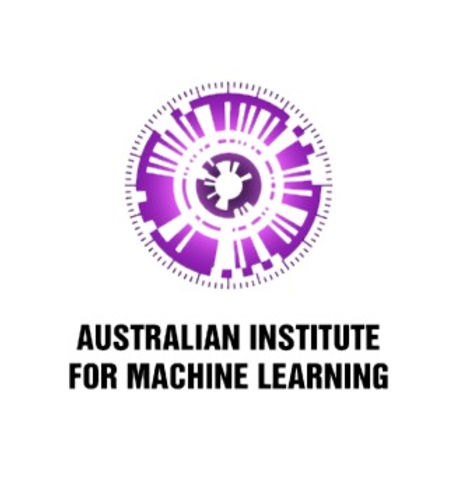 AUSTRALIAN INSTITUTE
FOR MACHINE LEARNING